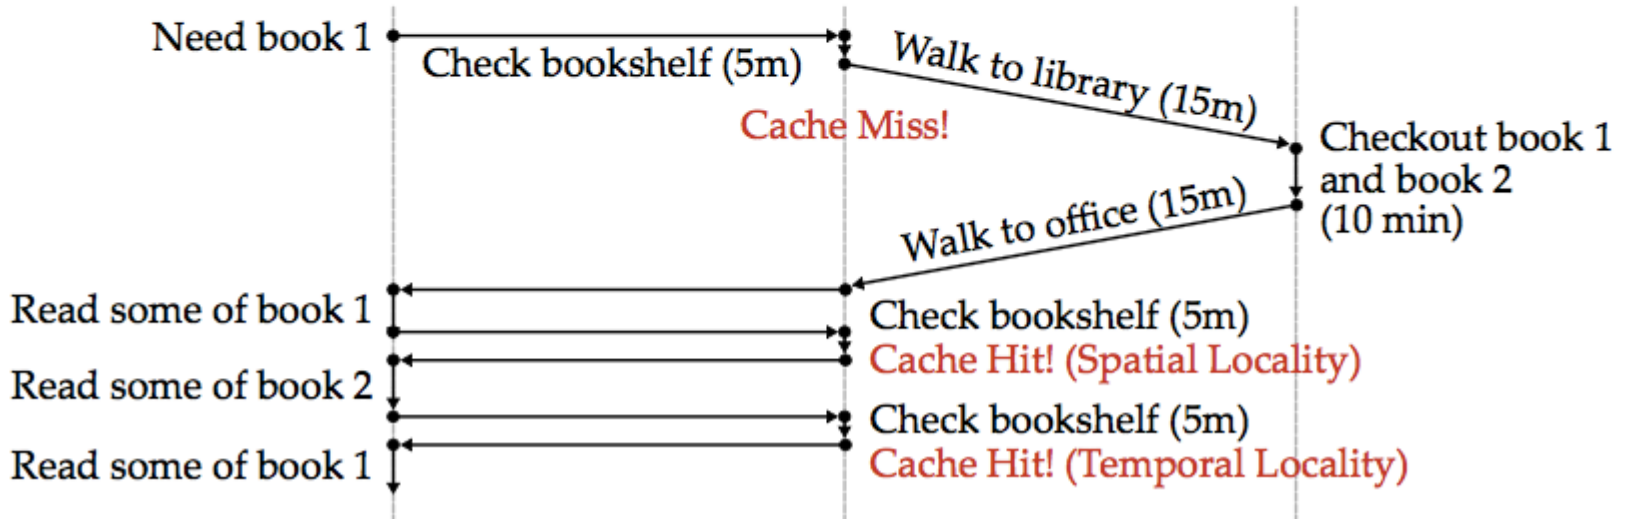 Need book 1
Check bookshelf (5m)
Walk to library (15m)
Cache Miss!
Checkout book 1
and book 2
(10 min)
Walk to office (15m)
Read some of book 1
Check bookshelf (5m)
Cache Hit! (Spatial Locality)
Read some of book 2
Check bookshelf (5m)
Cache Hit! (Temporal Locality)
Read some of book 1